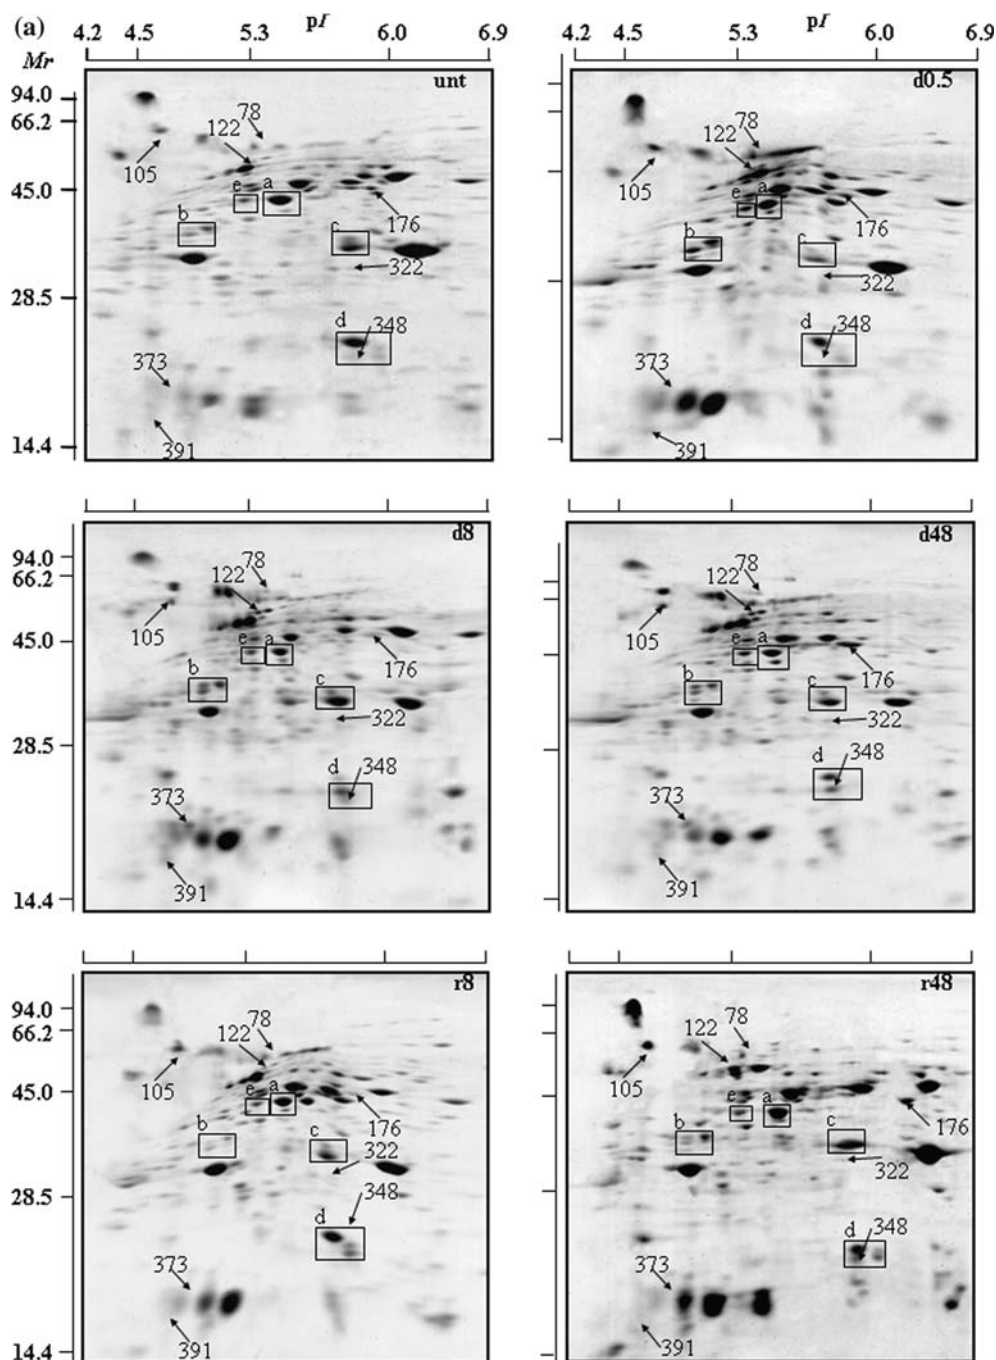 (a) pI pI
4.2 4.5 5.3 6.0 6.9 4.2 4.5 5.3 6.0 6.9
Mr
unt d0.5
94.0
66.2
78 78
122 122
105 105
45.0
e a e a
176 176
b b
c c
322 322
28.5
d 348 d 348
373 373
391 391
14.4
d8 d48
94.0
66.2
78 78
122 122
105 105
45.0
e a e a
176 176
b b
c c
322 322
28.5
d 348 d 348
373 373
391 391
14.4
r8 r48
94.0
66.2
78 78
122 122
105 105
45.0
e a e a
176 176
b b
c c
322 322
28.5
348 348
d d
373 373
391 391
14.4